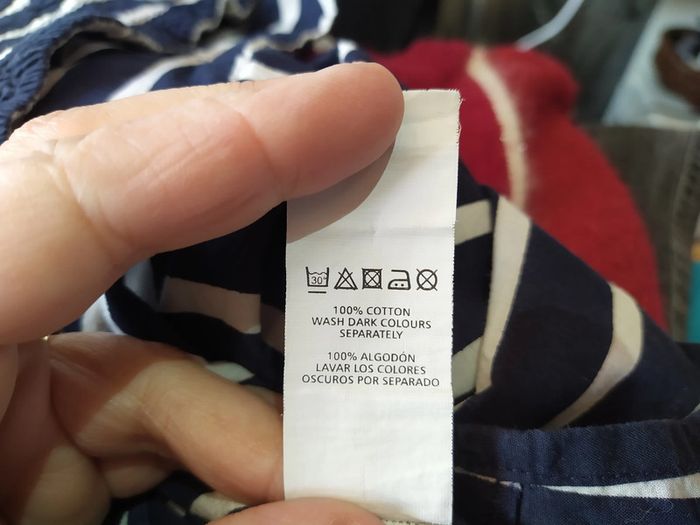 30°
100% COTTON
WASH DARK COLOURS
SEPARATELY
100% ALGODÓN
LAVAR LOS COLORES
OSCUROS POR SEPARADO